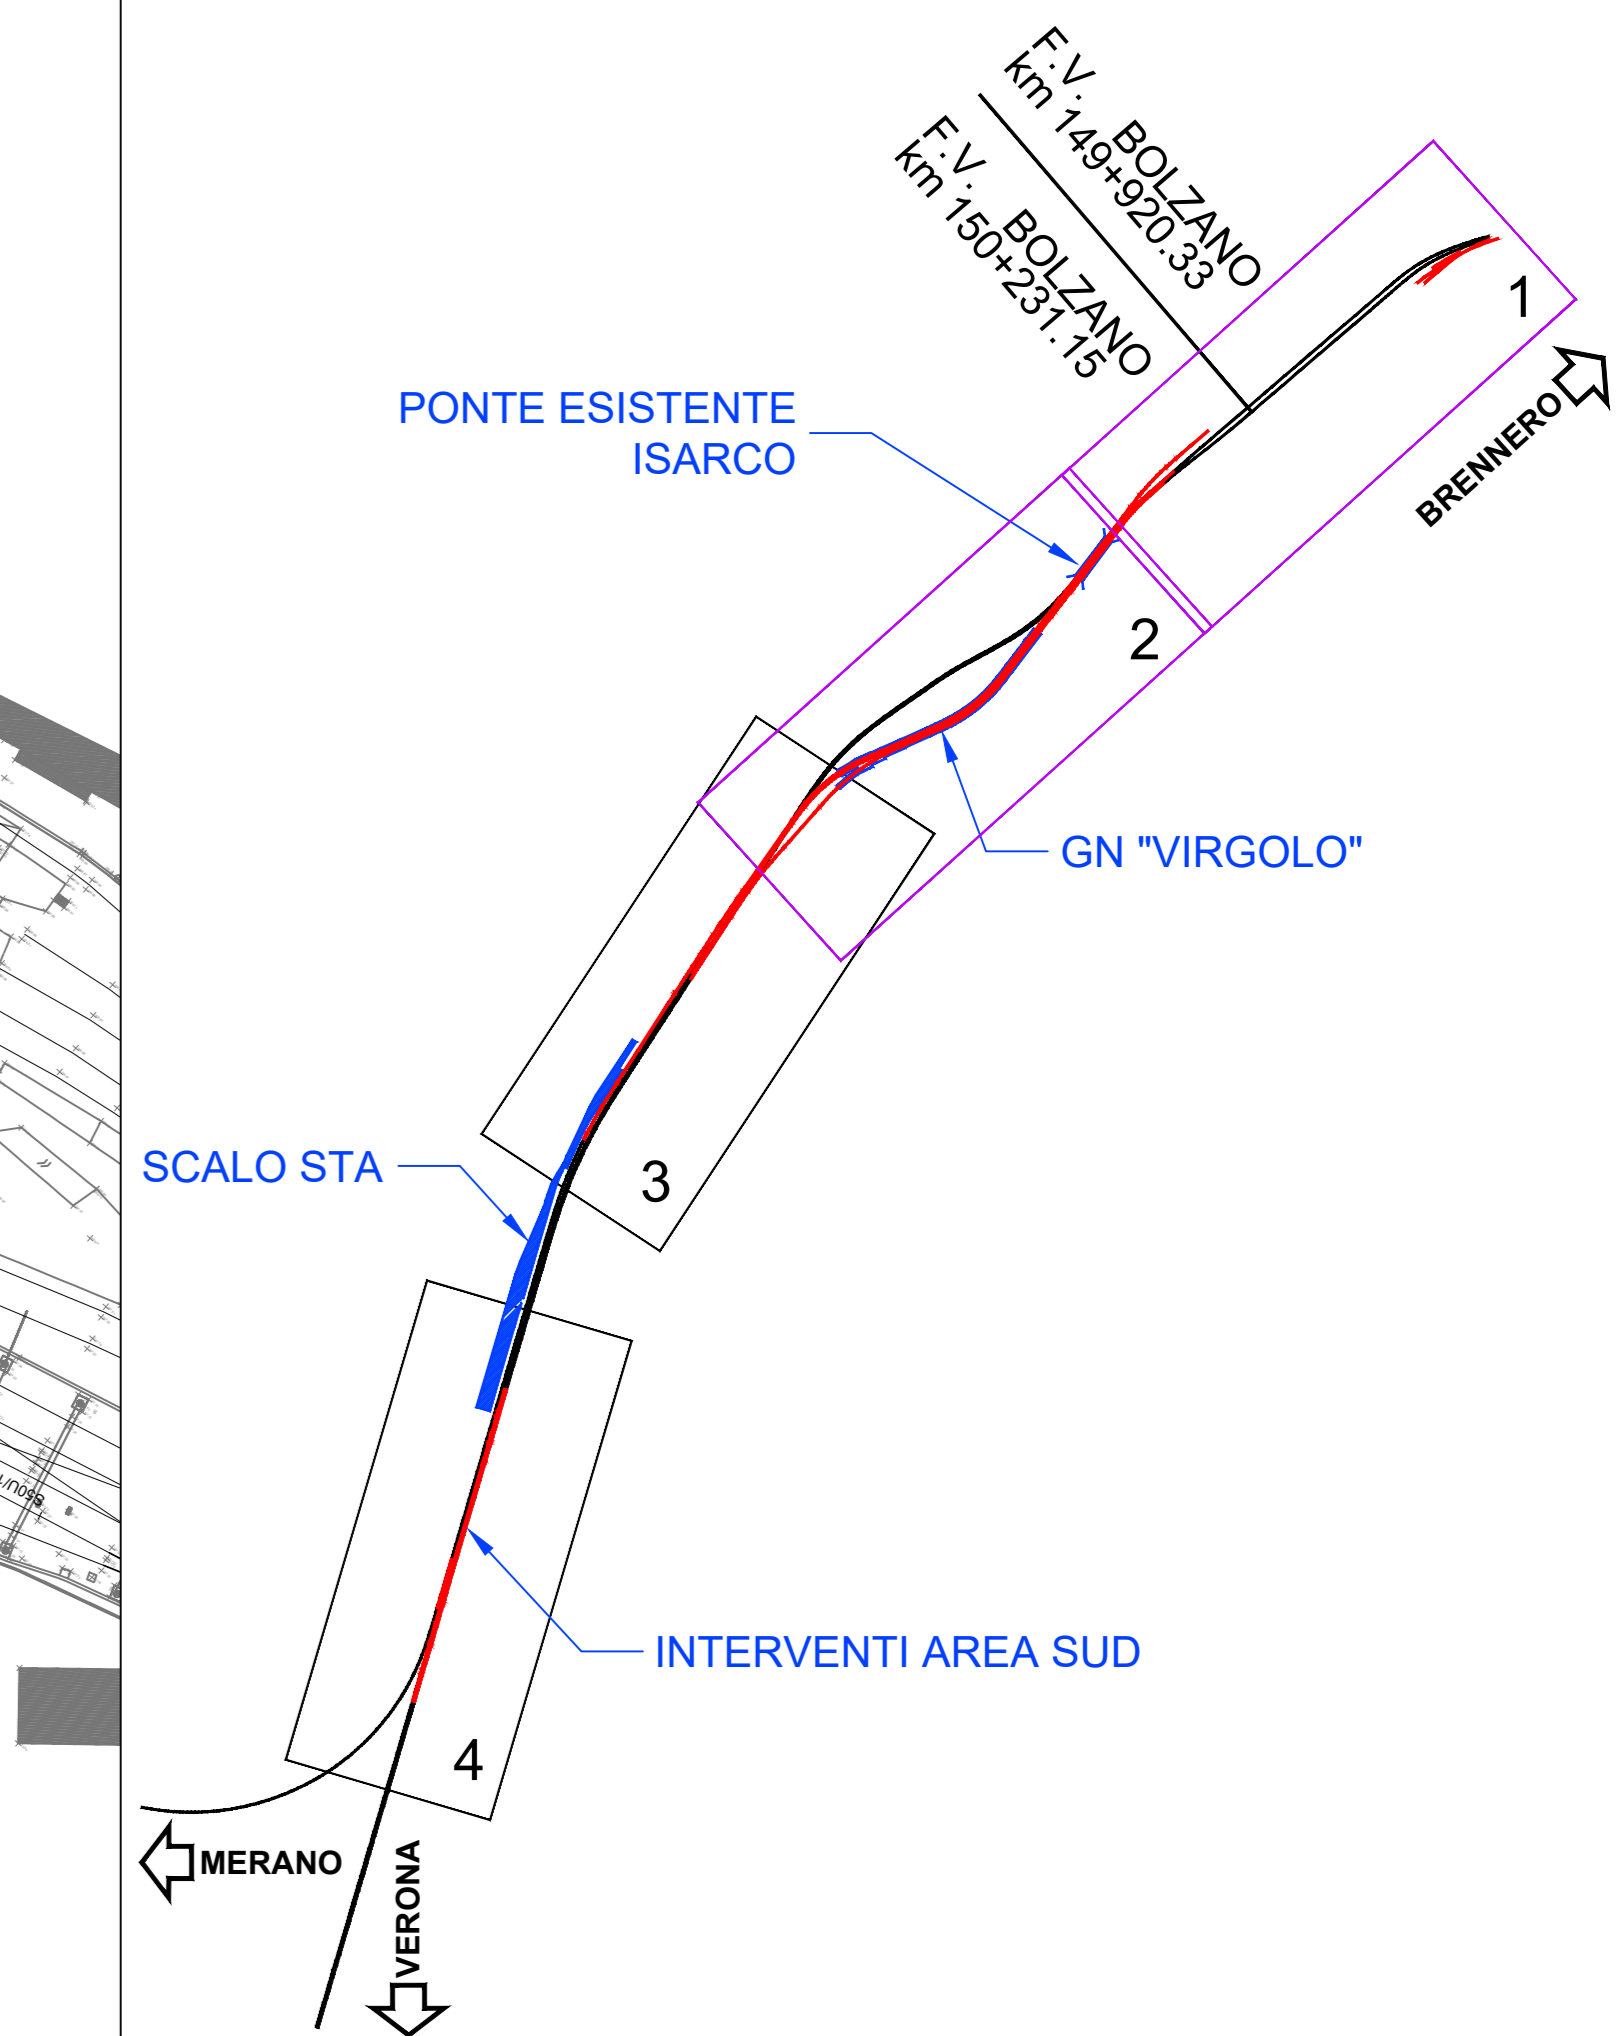 F.V. BOLZANO
km 149+920.33
F.V. BOLZANO
km 150+231.15
1
BRENNERO
PONTE ESISTENTE
ISARCO
2
GN "VIRGOLO"
3
SCALO STA
INTERVENTI AREA SUD
4
MERANO
VERONA